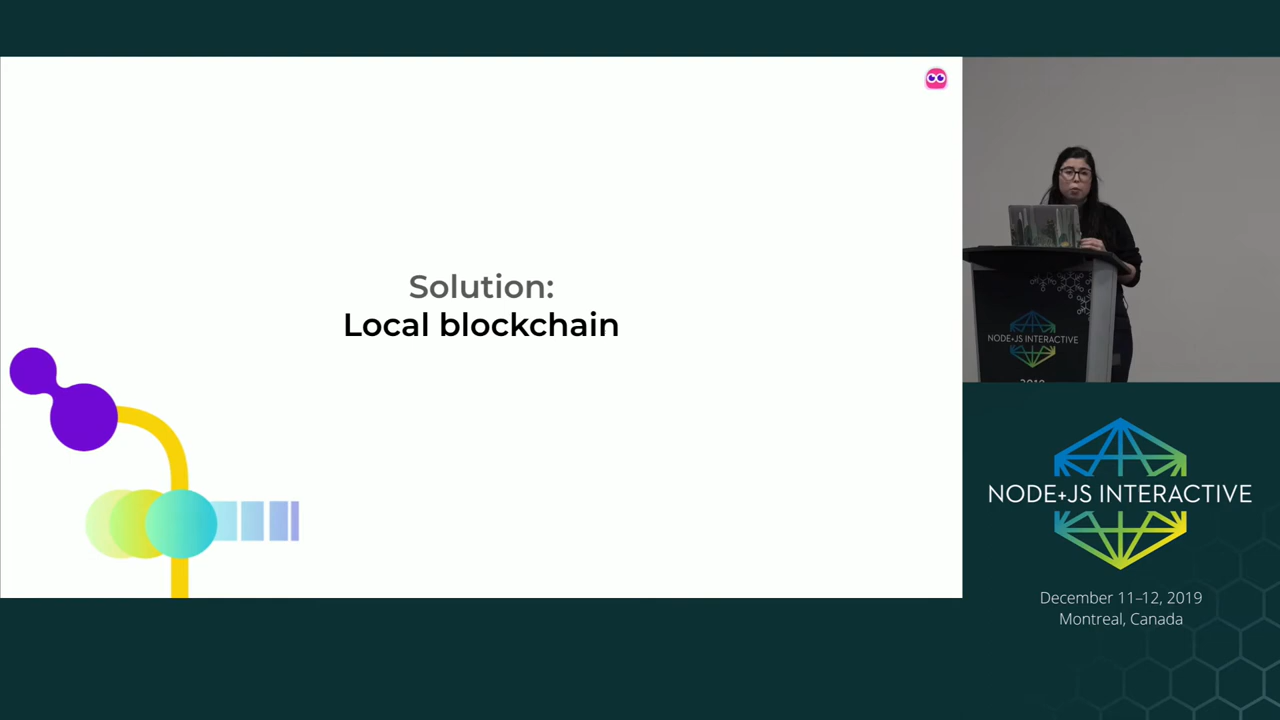 Solution:
Local blockchain
NODE+JS INTERACTIVE
NODE+JS INTERACTIVE
December 11–12, 2019
Montreal, Canada